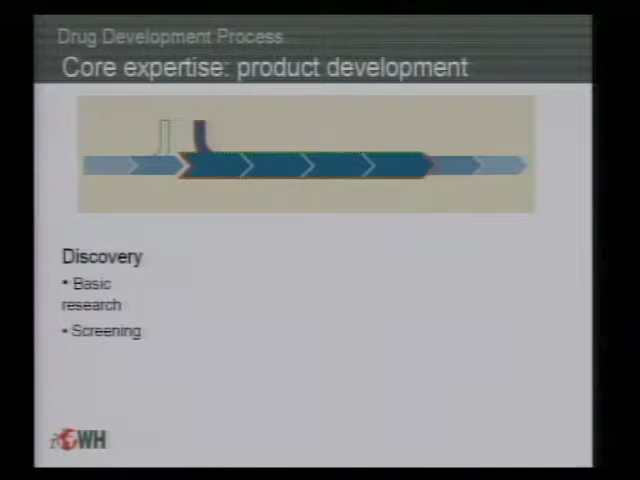 Drug Development Process
Core expertise: product development
Discovery
• Basic
research
• Screening
iOWH